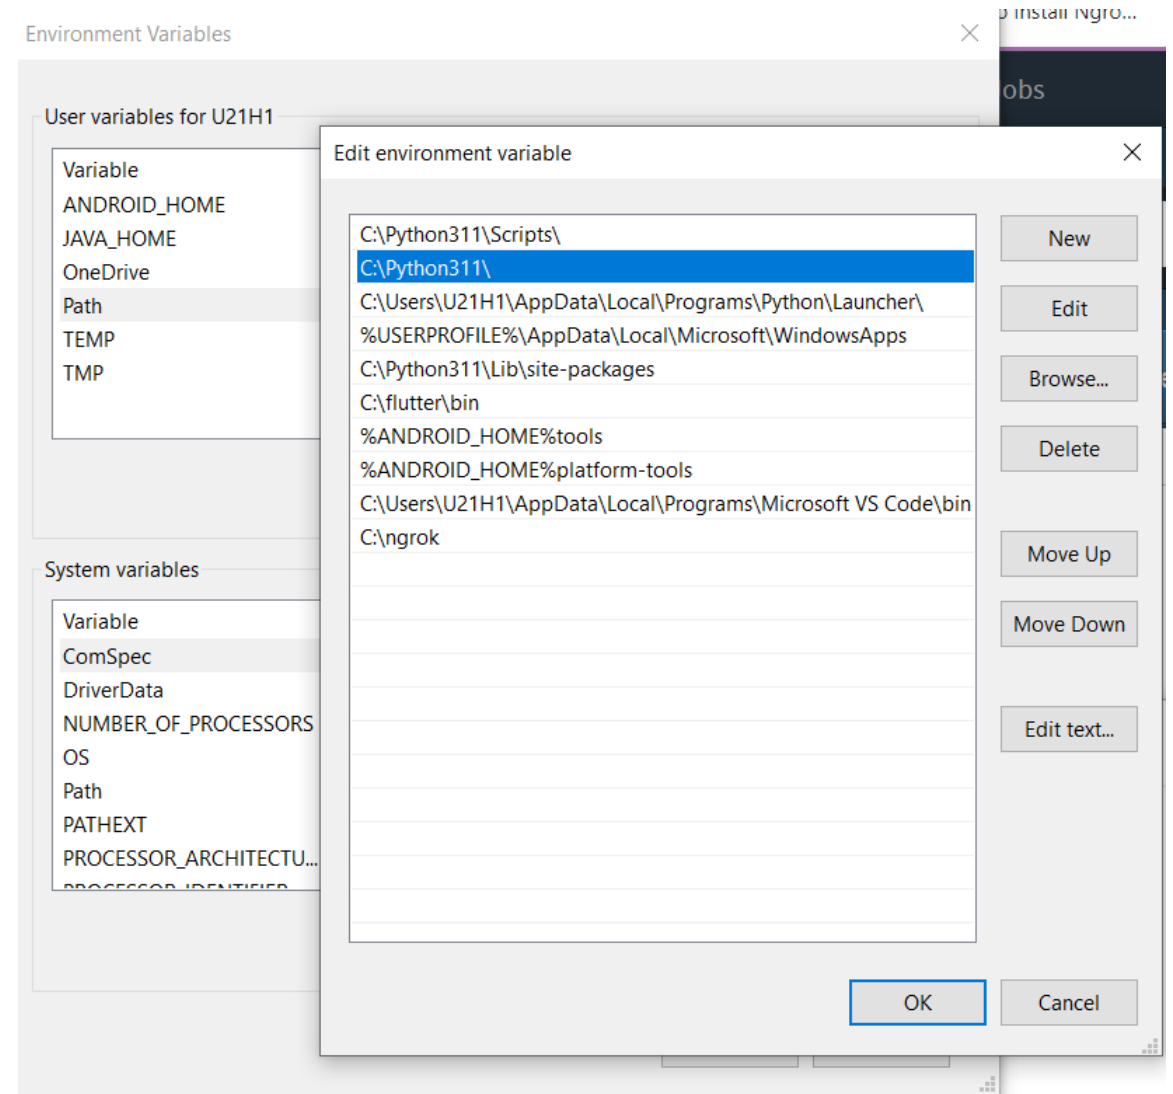 Install Ngro...
Environment Variables
obs
User variables for U21H1
Variable
ANDROID_HOME
JAVA_HOME
OneDrive
Path
TEMP
TMP
System variables
Variable
ComSpec
DriverData
NUMBER_OF_PROCESSORS
OS
Path
PATHEXT
PROCESSOR_ARCHITECTU...
PROCESSOR_IDENTIFIER
Edit environment variable
C:\Python311\Scripts\
C:\Python311\
C:\Users\U21H1\AppData\Local\Programs\Python\Launcher\
%USERPROFILE%\AppData\Local\Microsoft\WindowsApps
C:\Python311\Lib\site-packages
C:\flutter\bin
%ANDROID_HOME%tools
%ANDROID_HOME%platform-tools
C:\Users\U21H1\AppData\Local\Programs\Microsoft VS Code\bin
C:\ngrok
New
Edit
Browse...
Delete
Move Up
Move Down
Edit text...
OK
Cancel